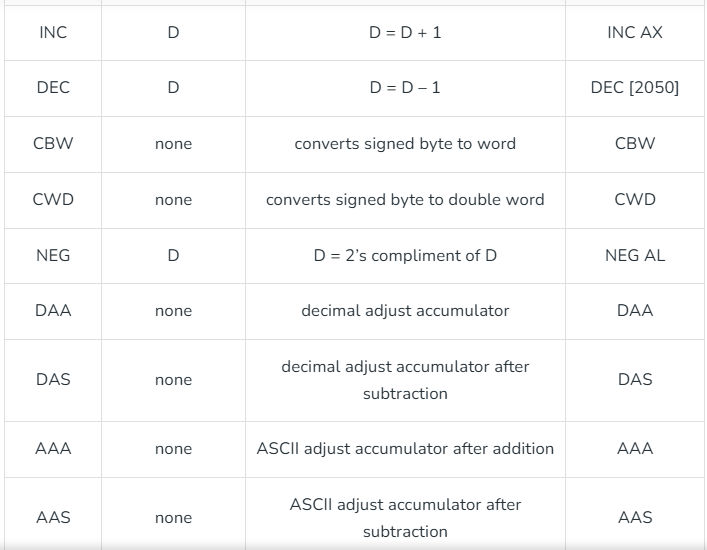 INC D D = D + 1 INC AX
DEC D D = D – 1 DEC [2050]
CBW none converts signed byte to word CBW
CWD none converts signed byte to double word CWD
NEG D D = 2’s compliment of D NEG AL
DAA none decimal adjust accumulator DAA
DAS none decimal adjust accumulator after
subtraction DAS
AAA none ASCII adjust accumulator after addition AAA
AAS none ASCII adjust accumulator after
subtraction AAS